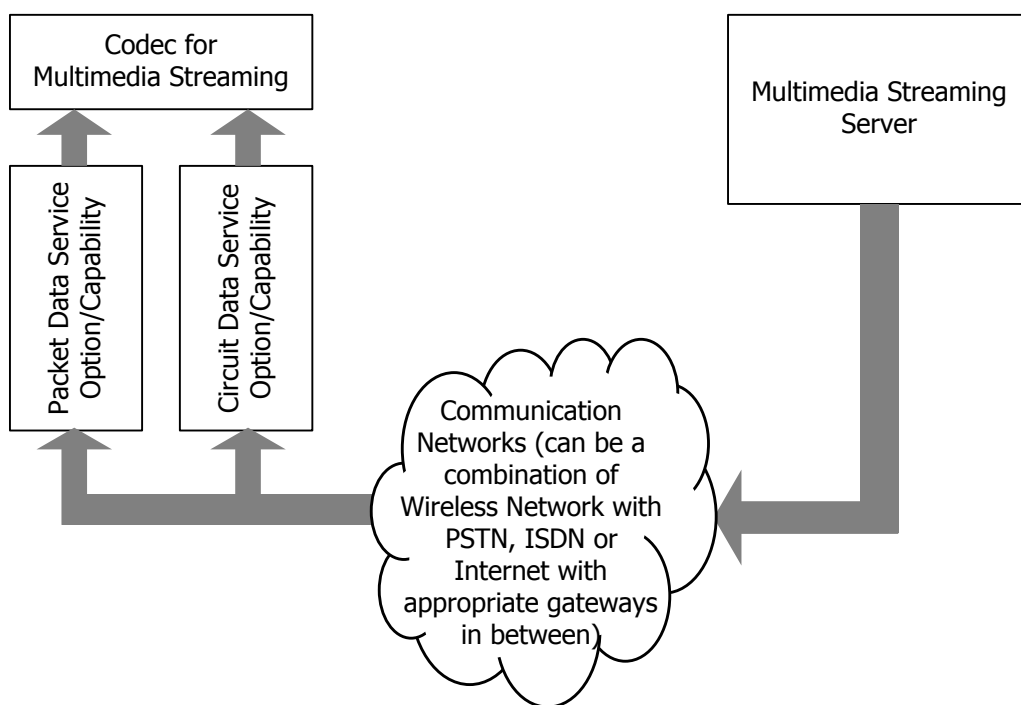 Codec for
Multimedia Streaming
Multimedia Streaming
Server
Packet Data Service
Option/Capability
Circuit Data Service
Option/Capability
Communication
Networks (can be a
combination of
Wireless Network with
PSTN, ISDN or
Internet with
appropriate gateways
in between)